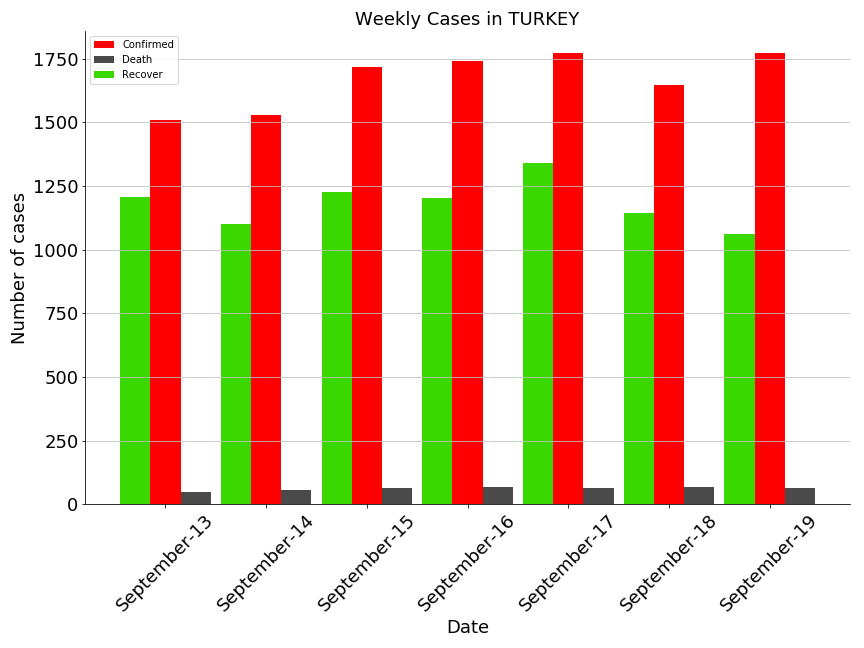 Weekly Cases in TURKEY
Confirmed
Death
Recover
Number of cases
1750
1500
1250
1000
750
500
250
0
September-13
September-14
September-15
September-16
September-17
September-18
September-19
Date